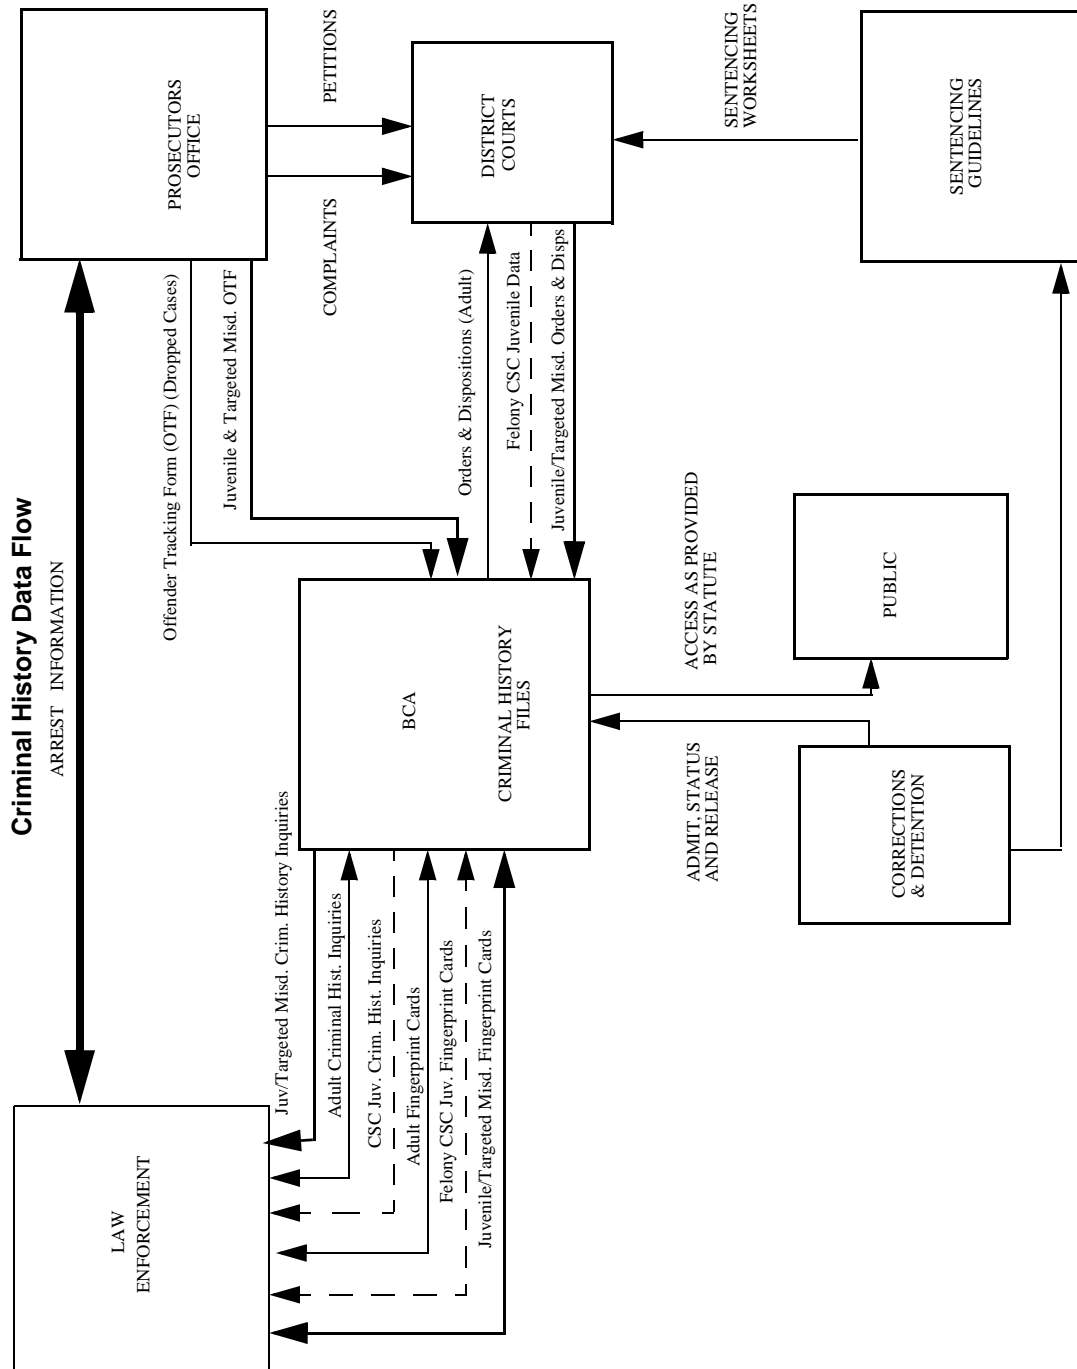 Criminal History Data Flow
ARREST INFORMATION
LAW
ENFORCEMENT
PROSECUTORS
OFFICE
Offender Tracking Form (OTF) (Dropped Cases)
Juvenile & Targeted Misd. OTF
PETITIONS
COMPLAINTS
Juv/Targeted Misd. Crim. History Inquiries
Adult Criminal Hist. Inquiries
CSC Juv. Crim. Hist. Inquiries
Adult Fingerprint Cards
Felony CSC Juv. Fingerprint Cards
Juvenile/Targeted Misd. Fingerprint Cards
BCA
CRIMINAL HISTORY
FILES
Orders & Dispositions (Adult)
Felony CSC Juvenile Data
Juvenile/Targeted Misd. Orders & Disps
DISTRICT
COURTS
ADMIT, STATUS
AND RELEASE
ACCESS AS PROVIDED
BY STATUTE
SENTENCING
WORKSHEETS
CORRECTIONS
& DETENTION
PUBLIC
SENTENCING
GUIDELINES